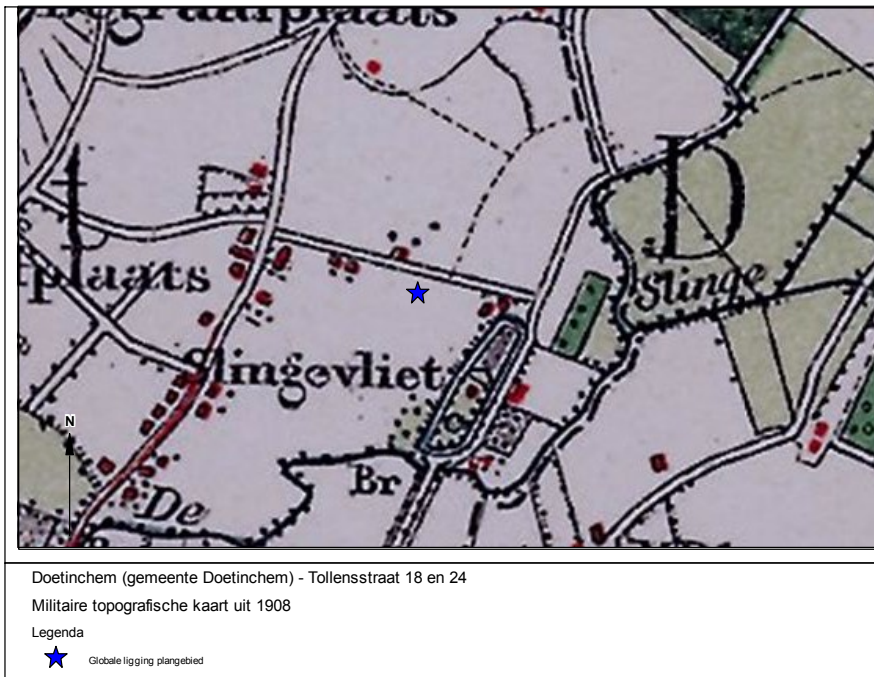 Begraafplaats
t
D
Slinge
plaats
Slingevliet
N
Br
De
Doetinchem (gemeente Doetinchem) - Tollensstraat 18 en 24
Militaire topografische kaart uit 1908
Legenda
Globale ligging plangebied